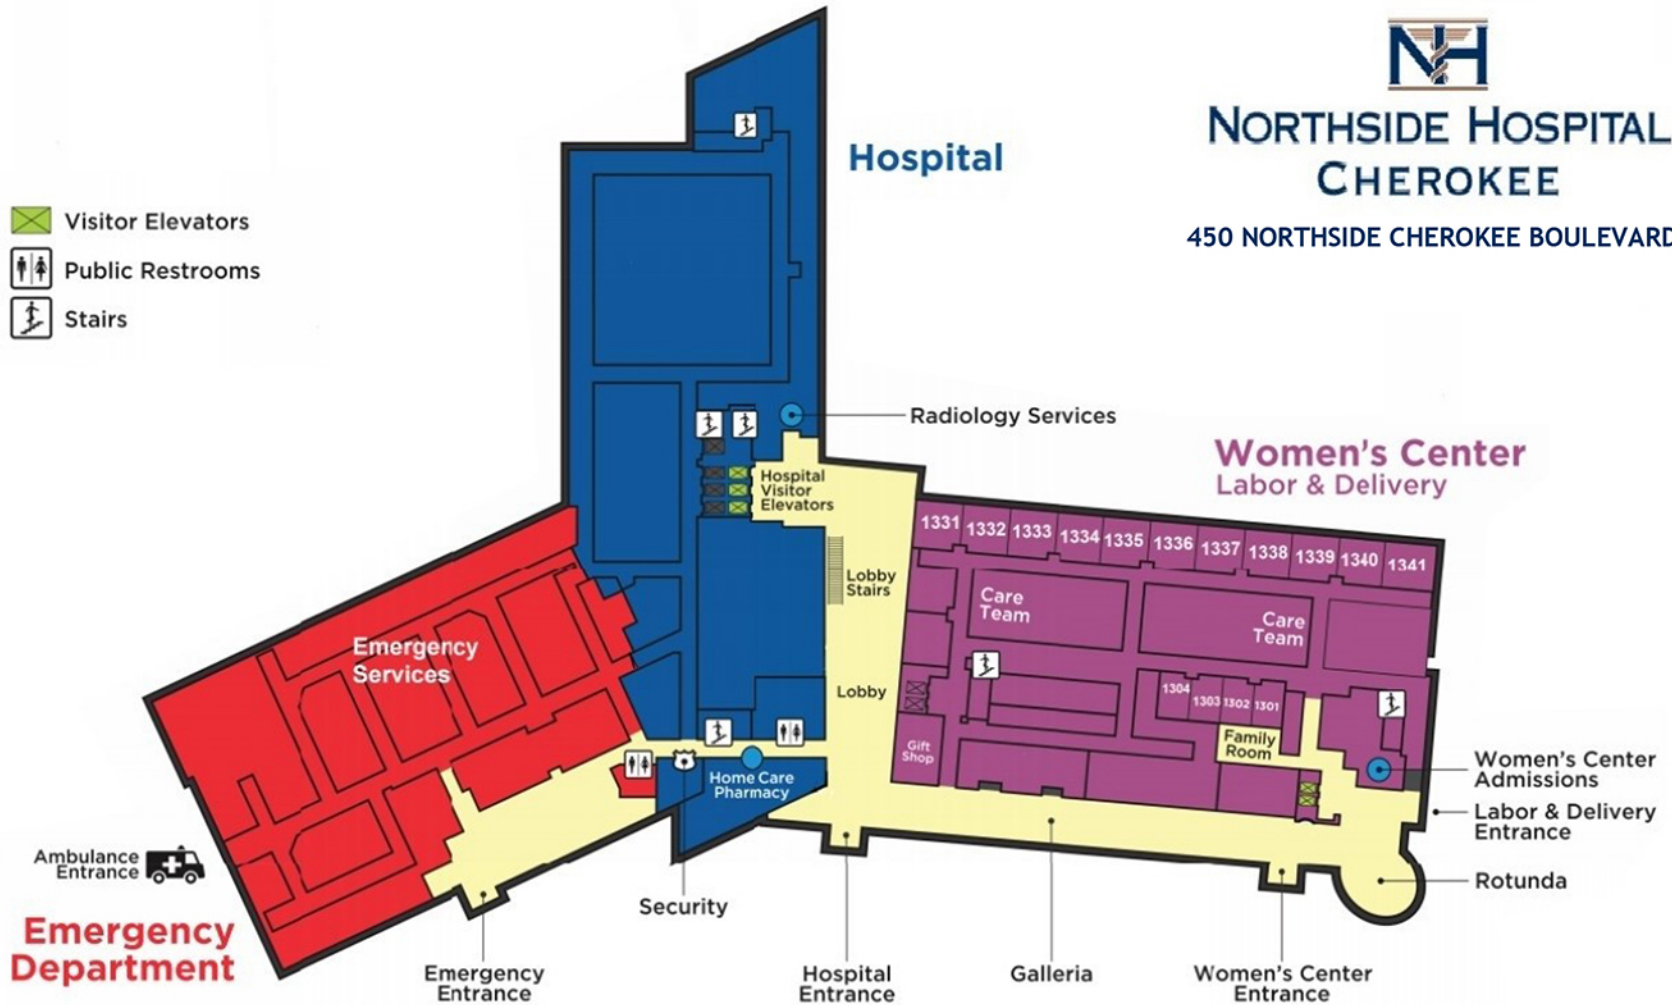 NH
NORTHSIDE HOSPITAL
CHEROKEE
450 NORTHSIDE CHEROKEE BOULEVARD
Visitor Elevators
Public Restrooms
Stairs
Hospital
Radiology Services
Women's Center
Labor & Delivery
Hospital
Visitor
Elevators
1331 1332 1333 1334 1335 1336 1337 1338 1339 1340 1341
Lobby
Stairs
Care
Team
Care
Team
Emergency
Services
Lobby
1304 1303 1302 1301
Family
Room
Gift
Shop
Home Care
Pharmacy
Women's Center
Admissions
Labor & Delivery
Entrance
Rotunda
Ambulance
Entrance
Emergency
Department
Security
Emergency
Entrance
Hospital
Entrance
Galleria
Women's Center
Entrance